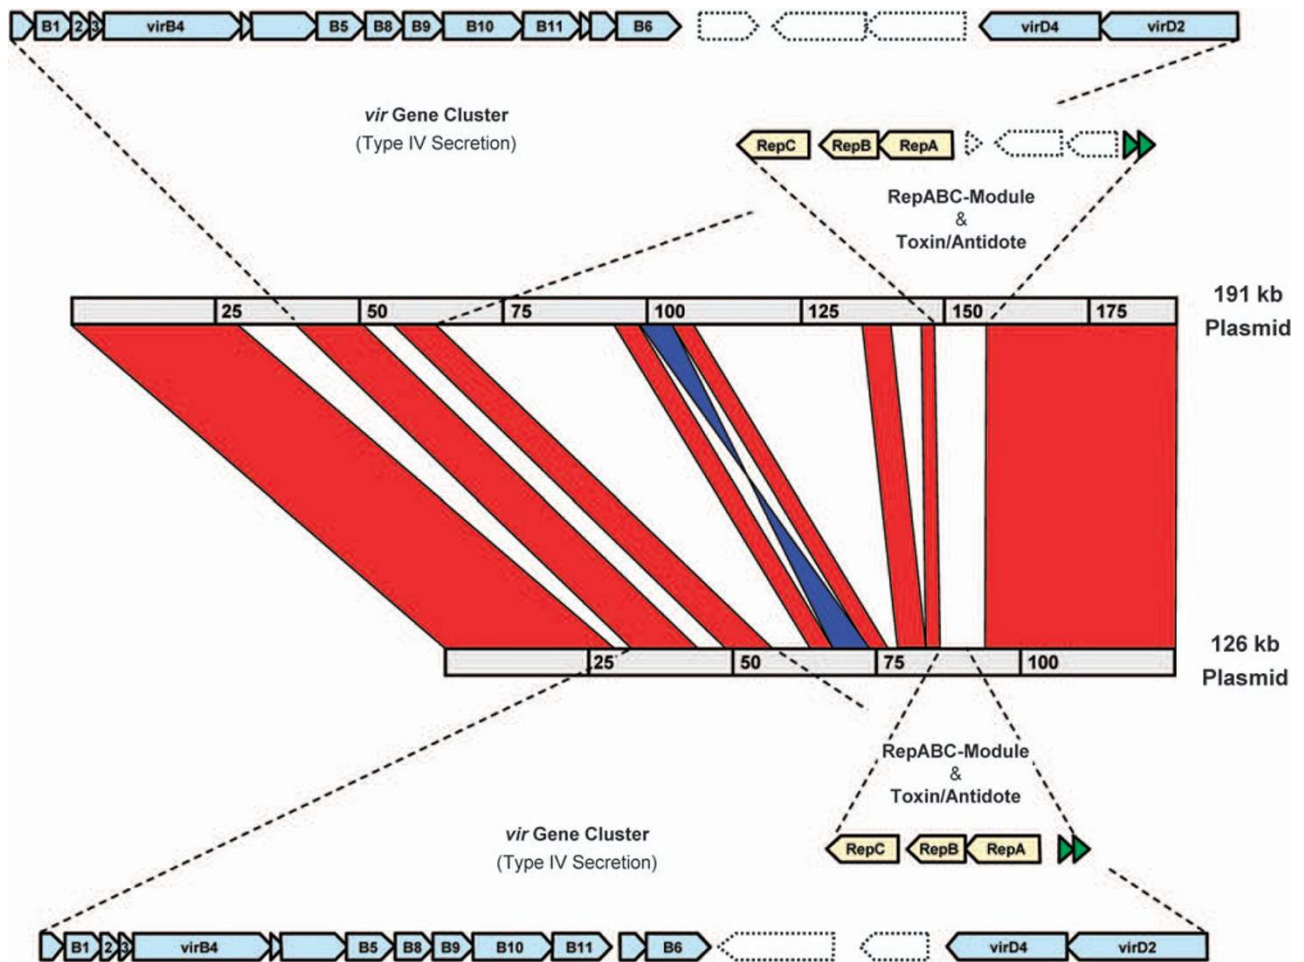 B1 2 3 virB4 B5 B8 B9 B10 B11 B6 virD4 virD2
vir Gene Cluster
(Type IV Secretion)
RepC RepB RepA
RepABC-Module
&
Toxin/Antidote
25 50 75 100 125 150 175
191 kb
Plasmid
25 50 75 100
126 kb
Plasmid
RepABC-Module
&
Toxin/Antidote
vir Gene Cluster
(Type IV Secretion)
RepC RepB RepA
B1 2 3 virB4 B5 B8 B9 B10 B11 B6 virD4 virD2